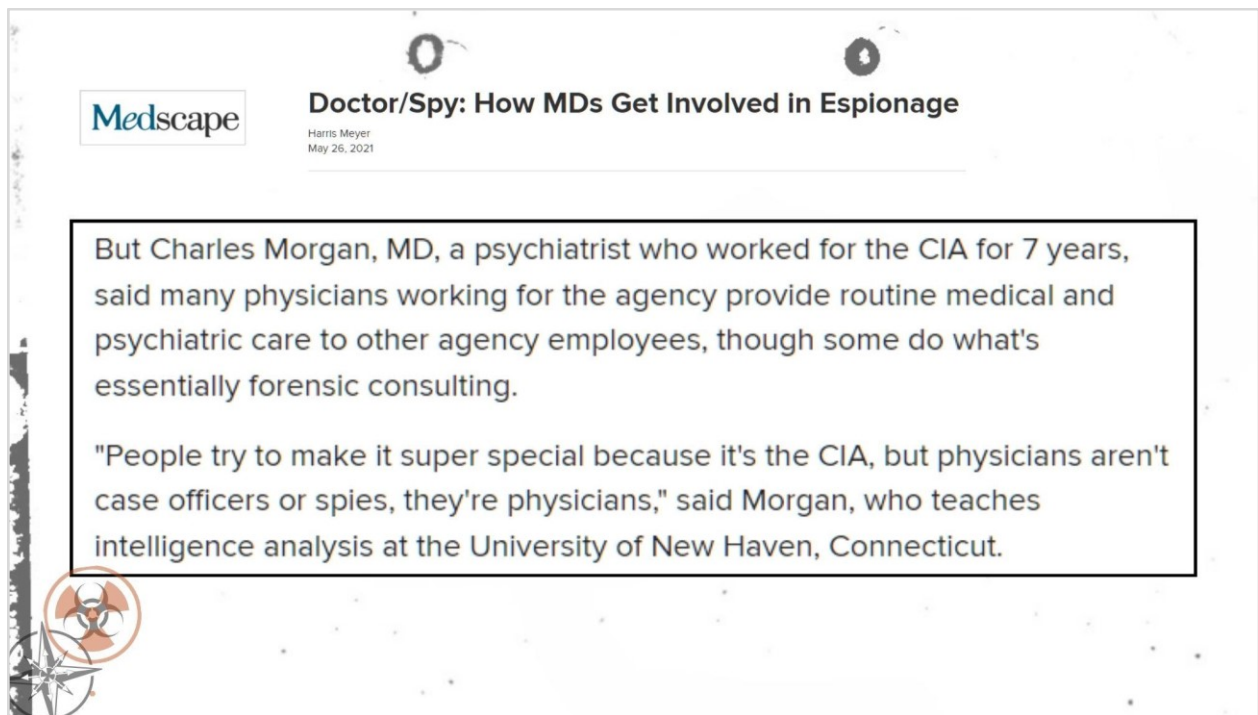 Medscape
Doctor/Spy: How MDs Get Involved in Espionage
Harris Meyer
May 26, 2021
But Charles Morgan, MD, a psychiatrist who worked for the CIA for 7 years,
said many physicians working for the agency provide routine medical and
psychiatric care to other agency employees, though some do what's
essentially forensic consulting.
"People try to make it super special because it's the CIA, but physicians aren't
case officers or spies, they're physicians," said Morgan, who teaches
intelligence analysis at the University of New Haven, Connecticut.